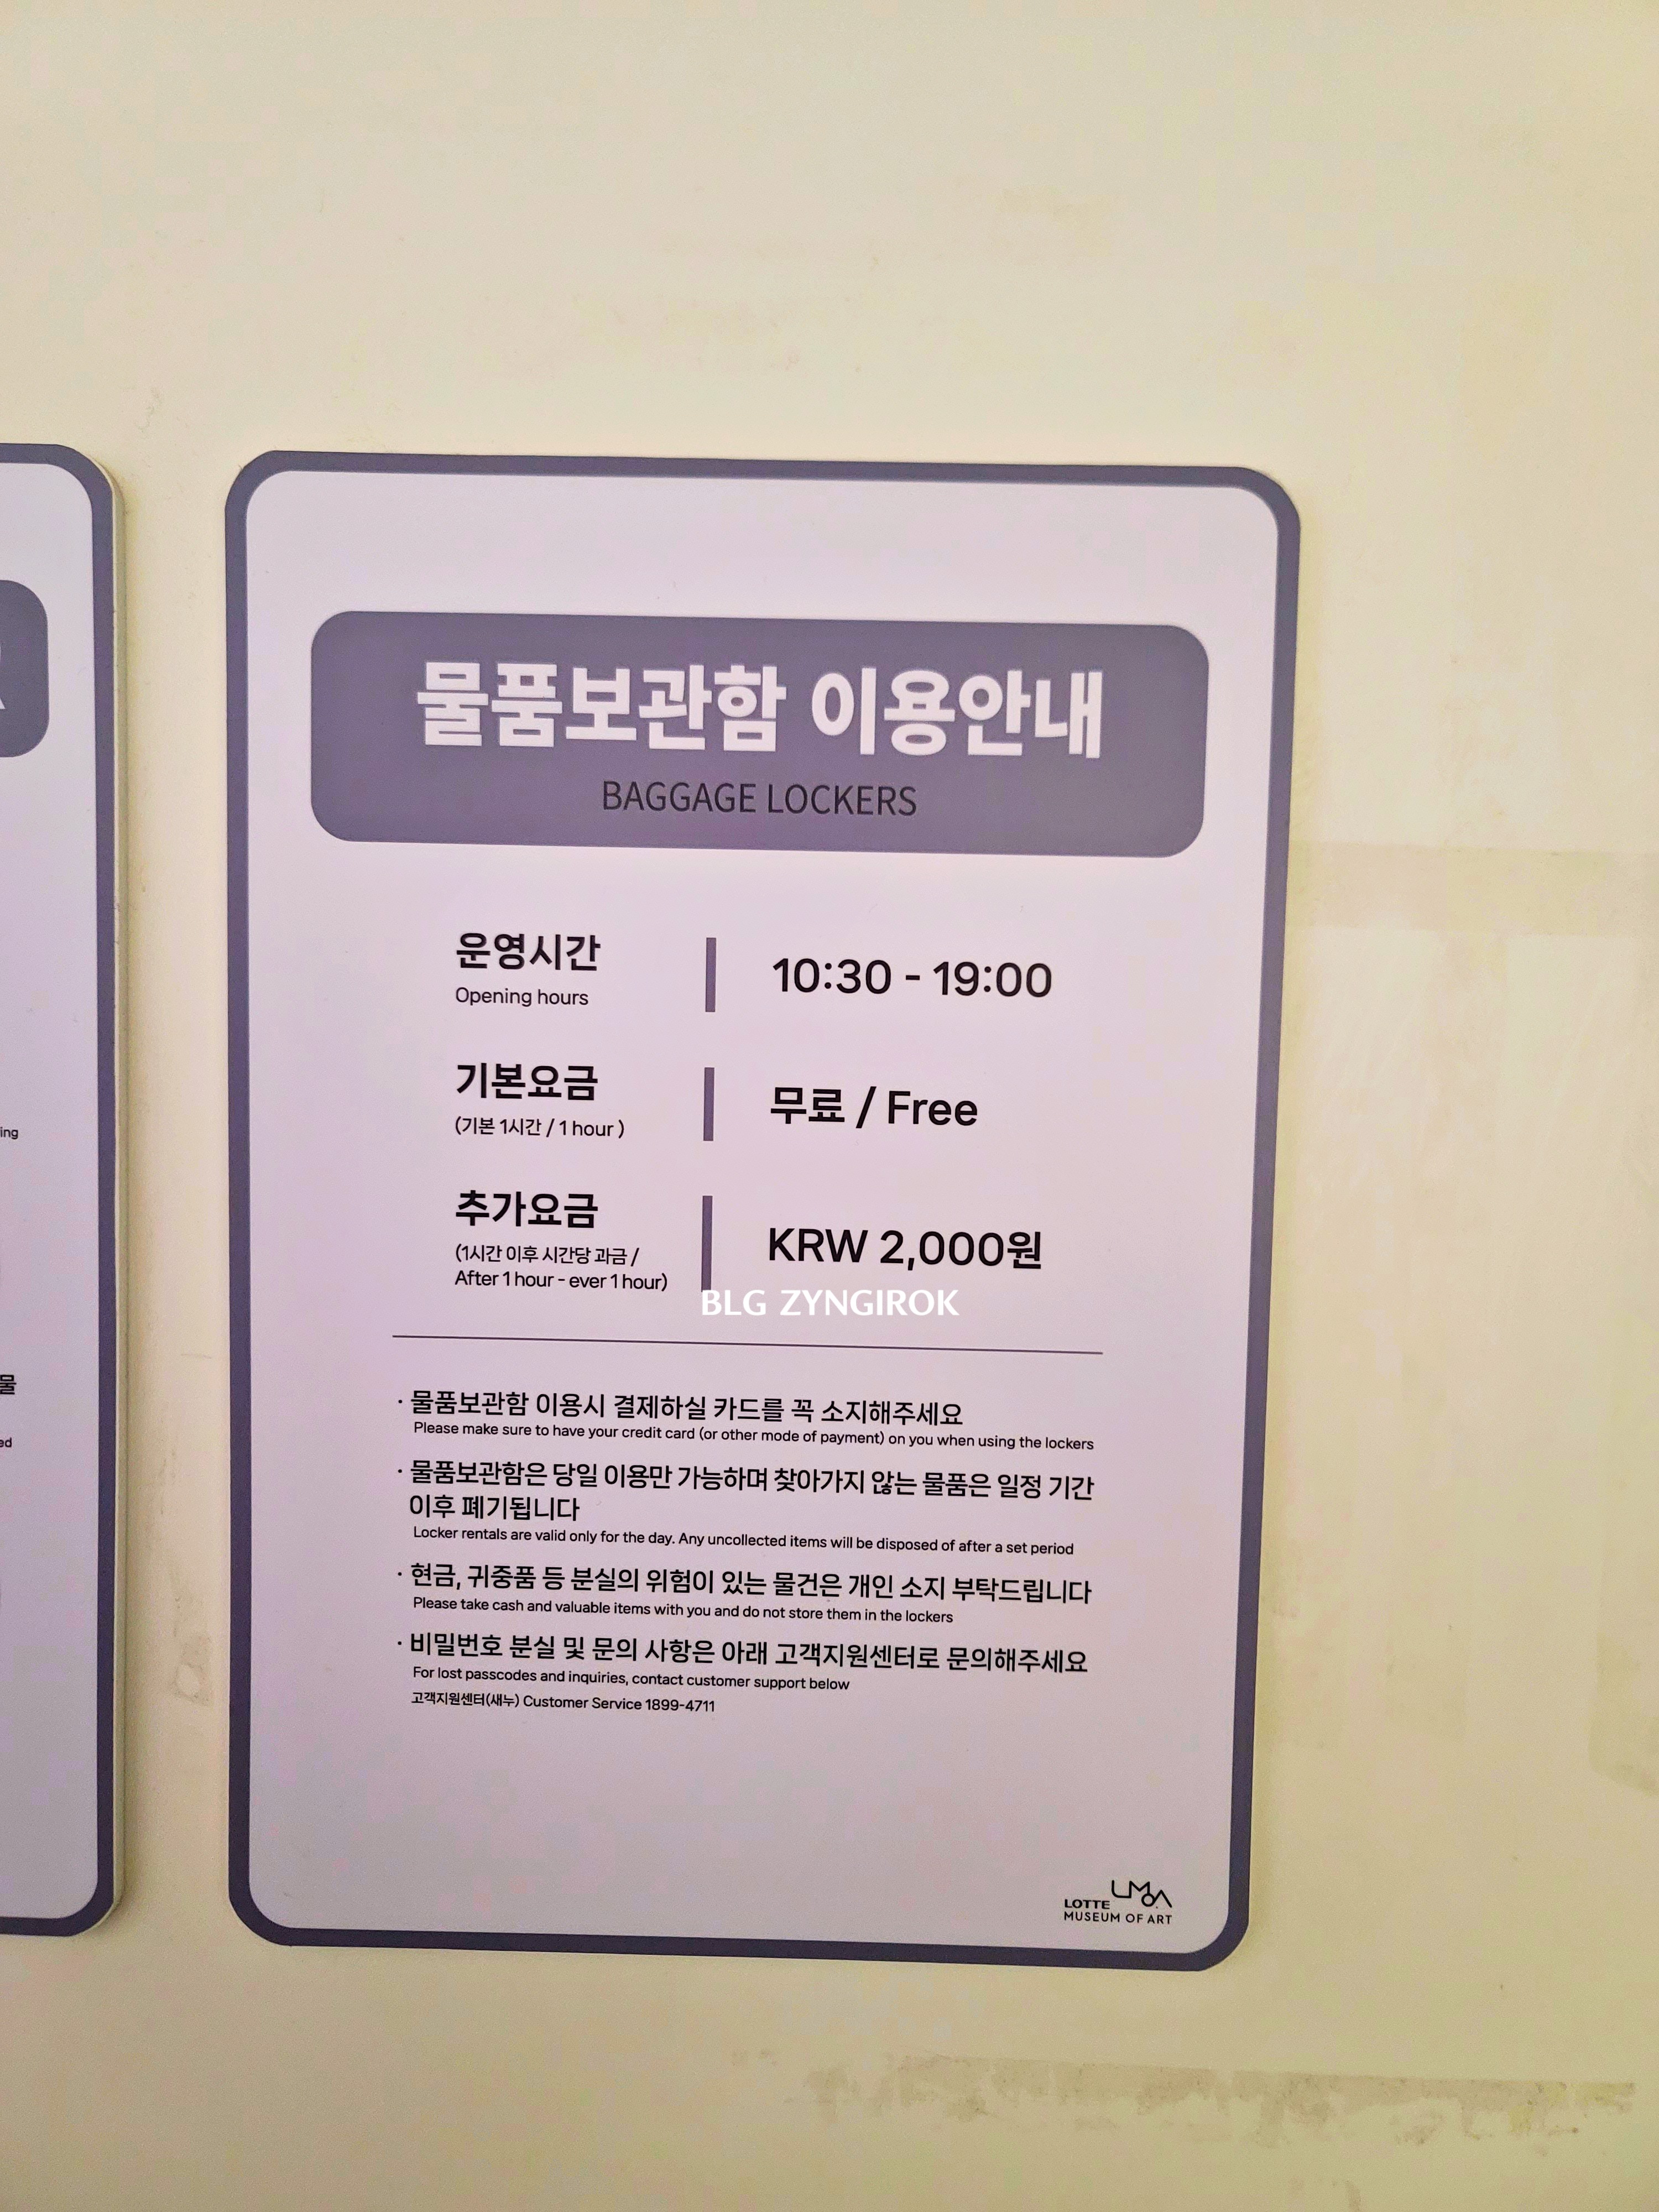 물품보관함 이용안내
BAGGAGE LOCKERS
운영시간
Opening hours
10:30 - 19:00
기본요금
(기본 1시간 / 1 hour )
무료 / Free
추가요금
(1시간 이후 시간당 과금 /
After 1 hour - ever 1 hour)
KRW 2,000원
BLG ZYNGIROK
· 물품보관함 이용시 결제하실 카드를 꼭 소지해주세요
Please make sure to have your credit card (or other mode of payment) on you when using the lockers
· 물품보관함은 당일 이용만 가능하며 찾아가지 않는 물품은 일정 기간
이후 폐기됩니다
Locker rentals are valid only for the day. Any uncollected items will be disposed of after a set period
· 현금, 귀중품 등 분실의 위험이 있는 물건은 개인 소지 부탁드립니다
Please take cash and valuable items with you and do not store them in the lockers
· 비밀번호 분실 및 문의 사항은 아래 고객지원센터로 문의해주세요
For lost passcodes and inquiries, contact customer support below
고객지원센터(새누) Customer Service 1899-4711
LMOA
LOTTE
MUSEUM OF ART
ing
물
ed